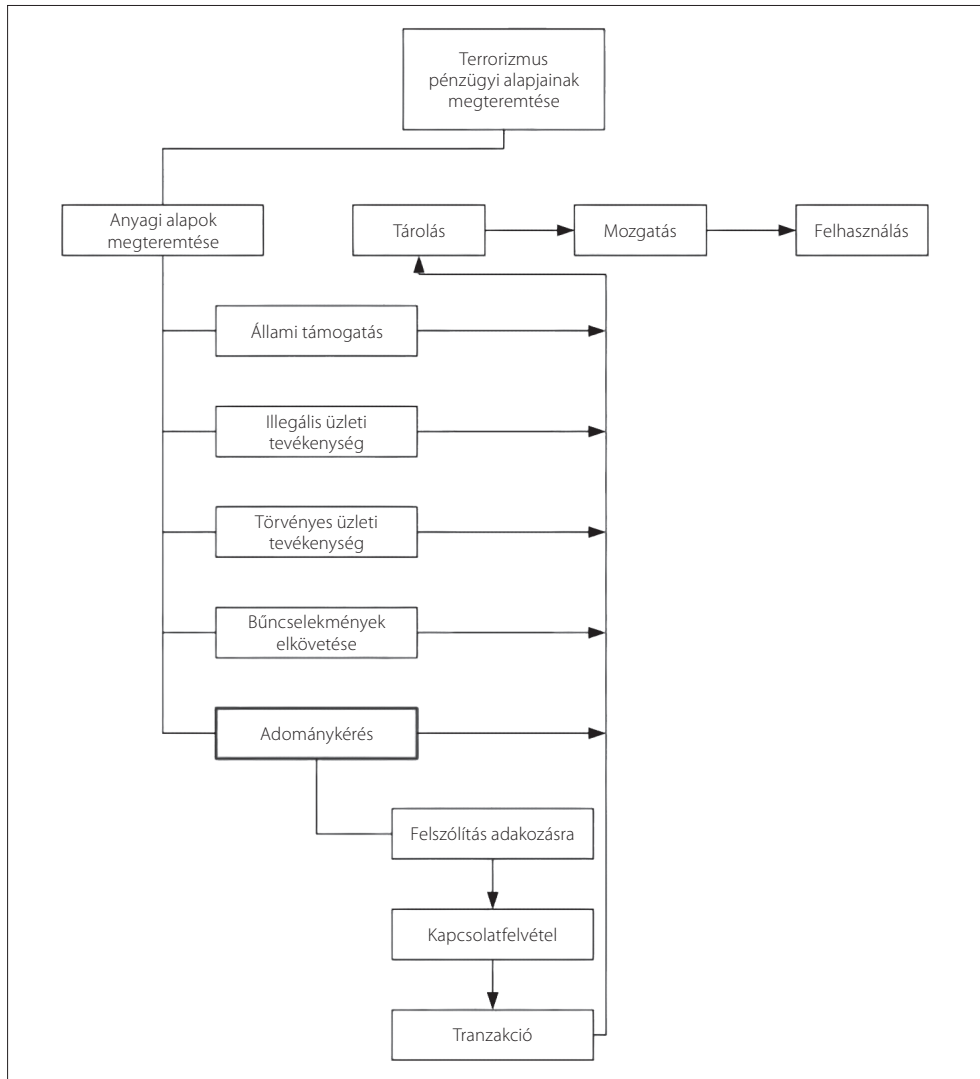 Terrorizmus
pénzügyi alapjainak
megteremtése
Anyagi alapok
megteremtése
Tárolás
Mozgatás
Felhasználás
Állami támogatás
Illegális üzleti
tevékenység
Törvényes üzleti
tevékenység
Bűncselekmények
elkövetése
Adománykérés
Felszólítás adakozásra
Kapcsolatfelvétel
Tranzakció